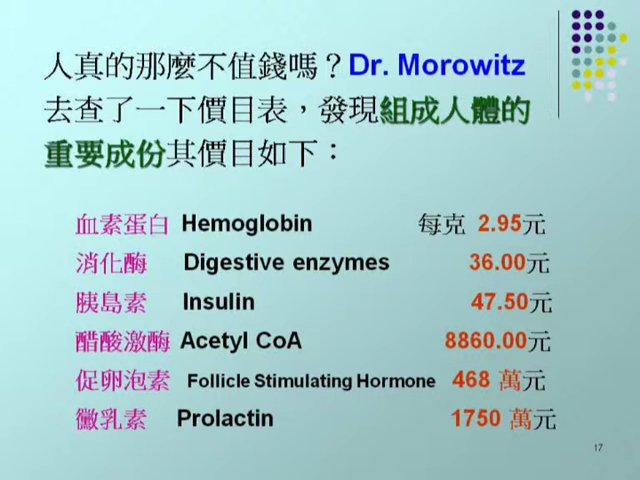 人真的那麼不值錢嗎？Dr. Morowitz
去查了一下價目表，發現組成人體的
重要成份其價目如下：
血素蛋白 Hemoglobin 每克 2.95元
消化酶 Digestive enzymes 36.00元
胰島素 Insulin 47.50元
醋酸激酶 Acetyl CoA 8860.00元
促卵泡素 Follicle Stimulating Hormone 468 萬元
黴乳素 Prolactin 1750 萬元
17